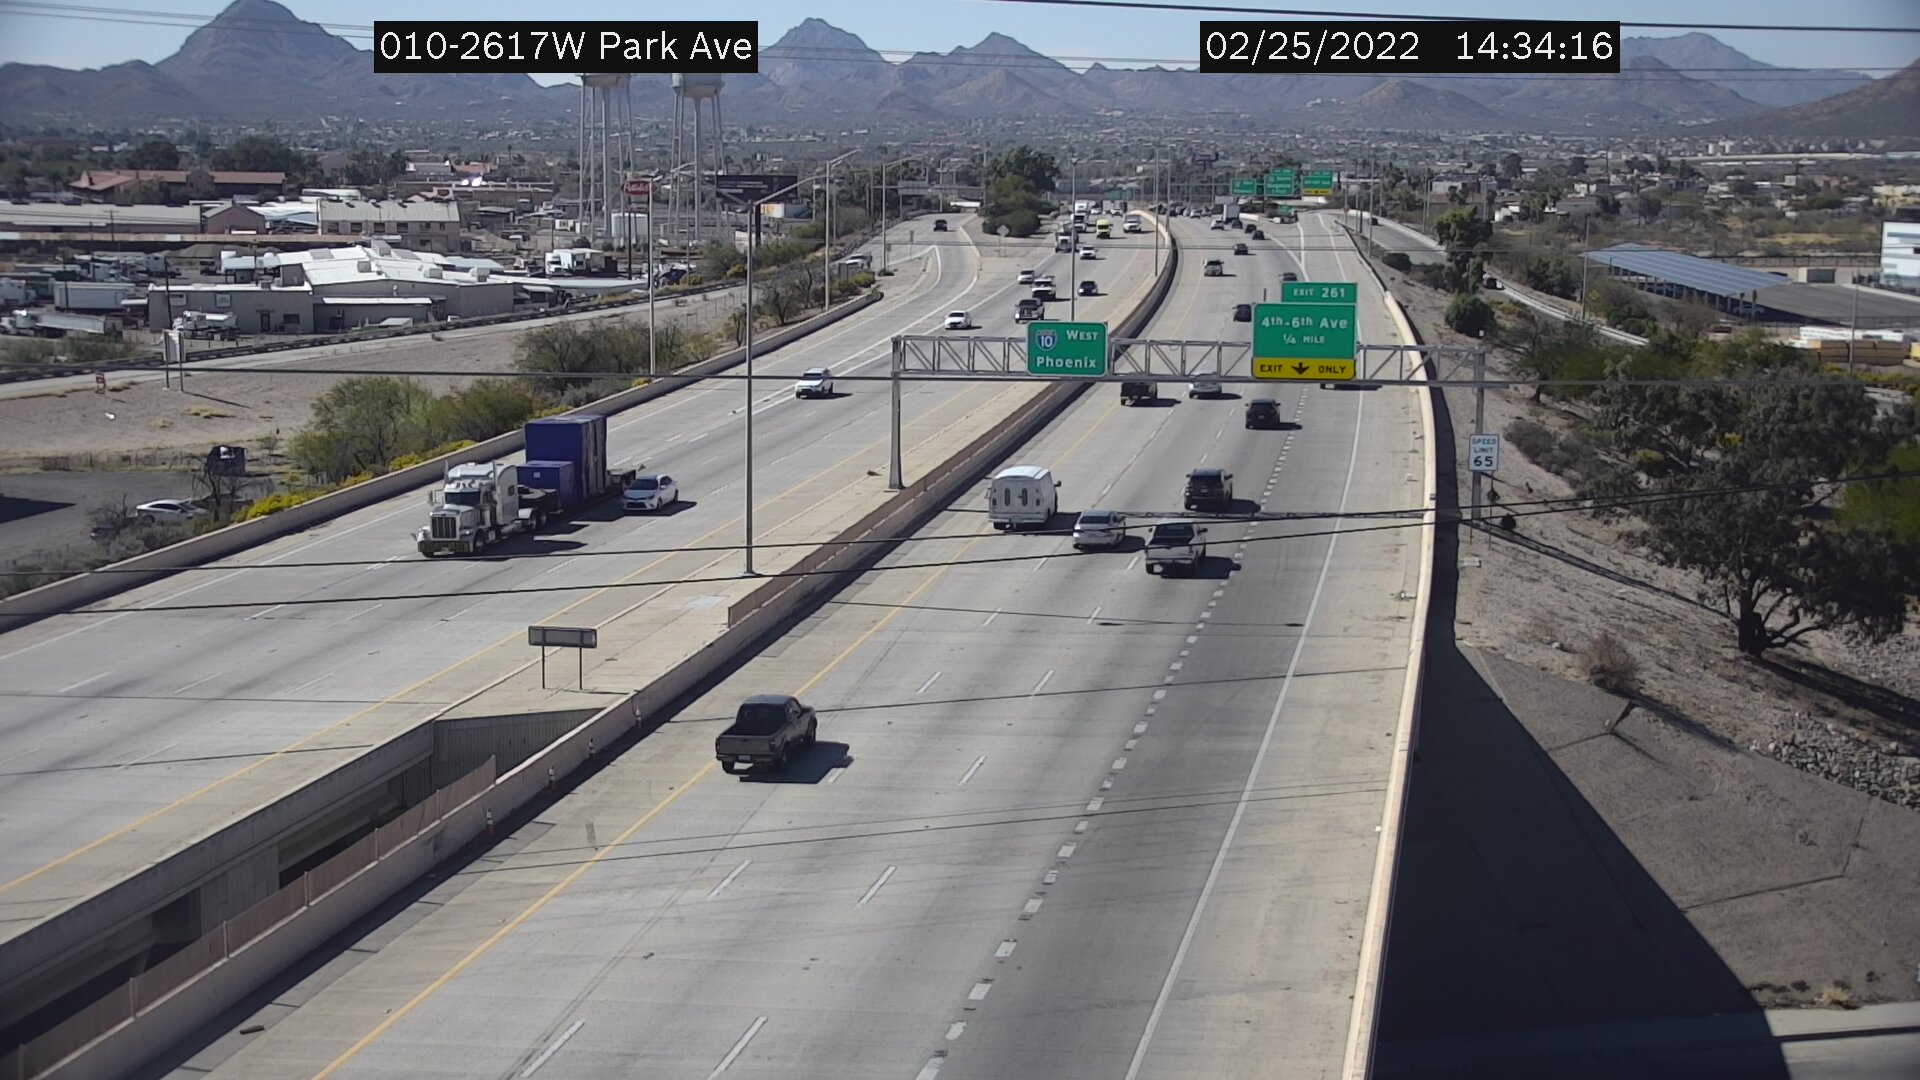 010-2617W Park Ave
02/25/2022 14:34:16
EXIT 261
4th-6th Ave
1/4 MILE
EXIT ONLY
10 WEST
Phoenix
SPEED
LIMIT
65